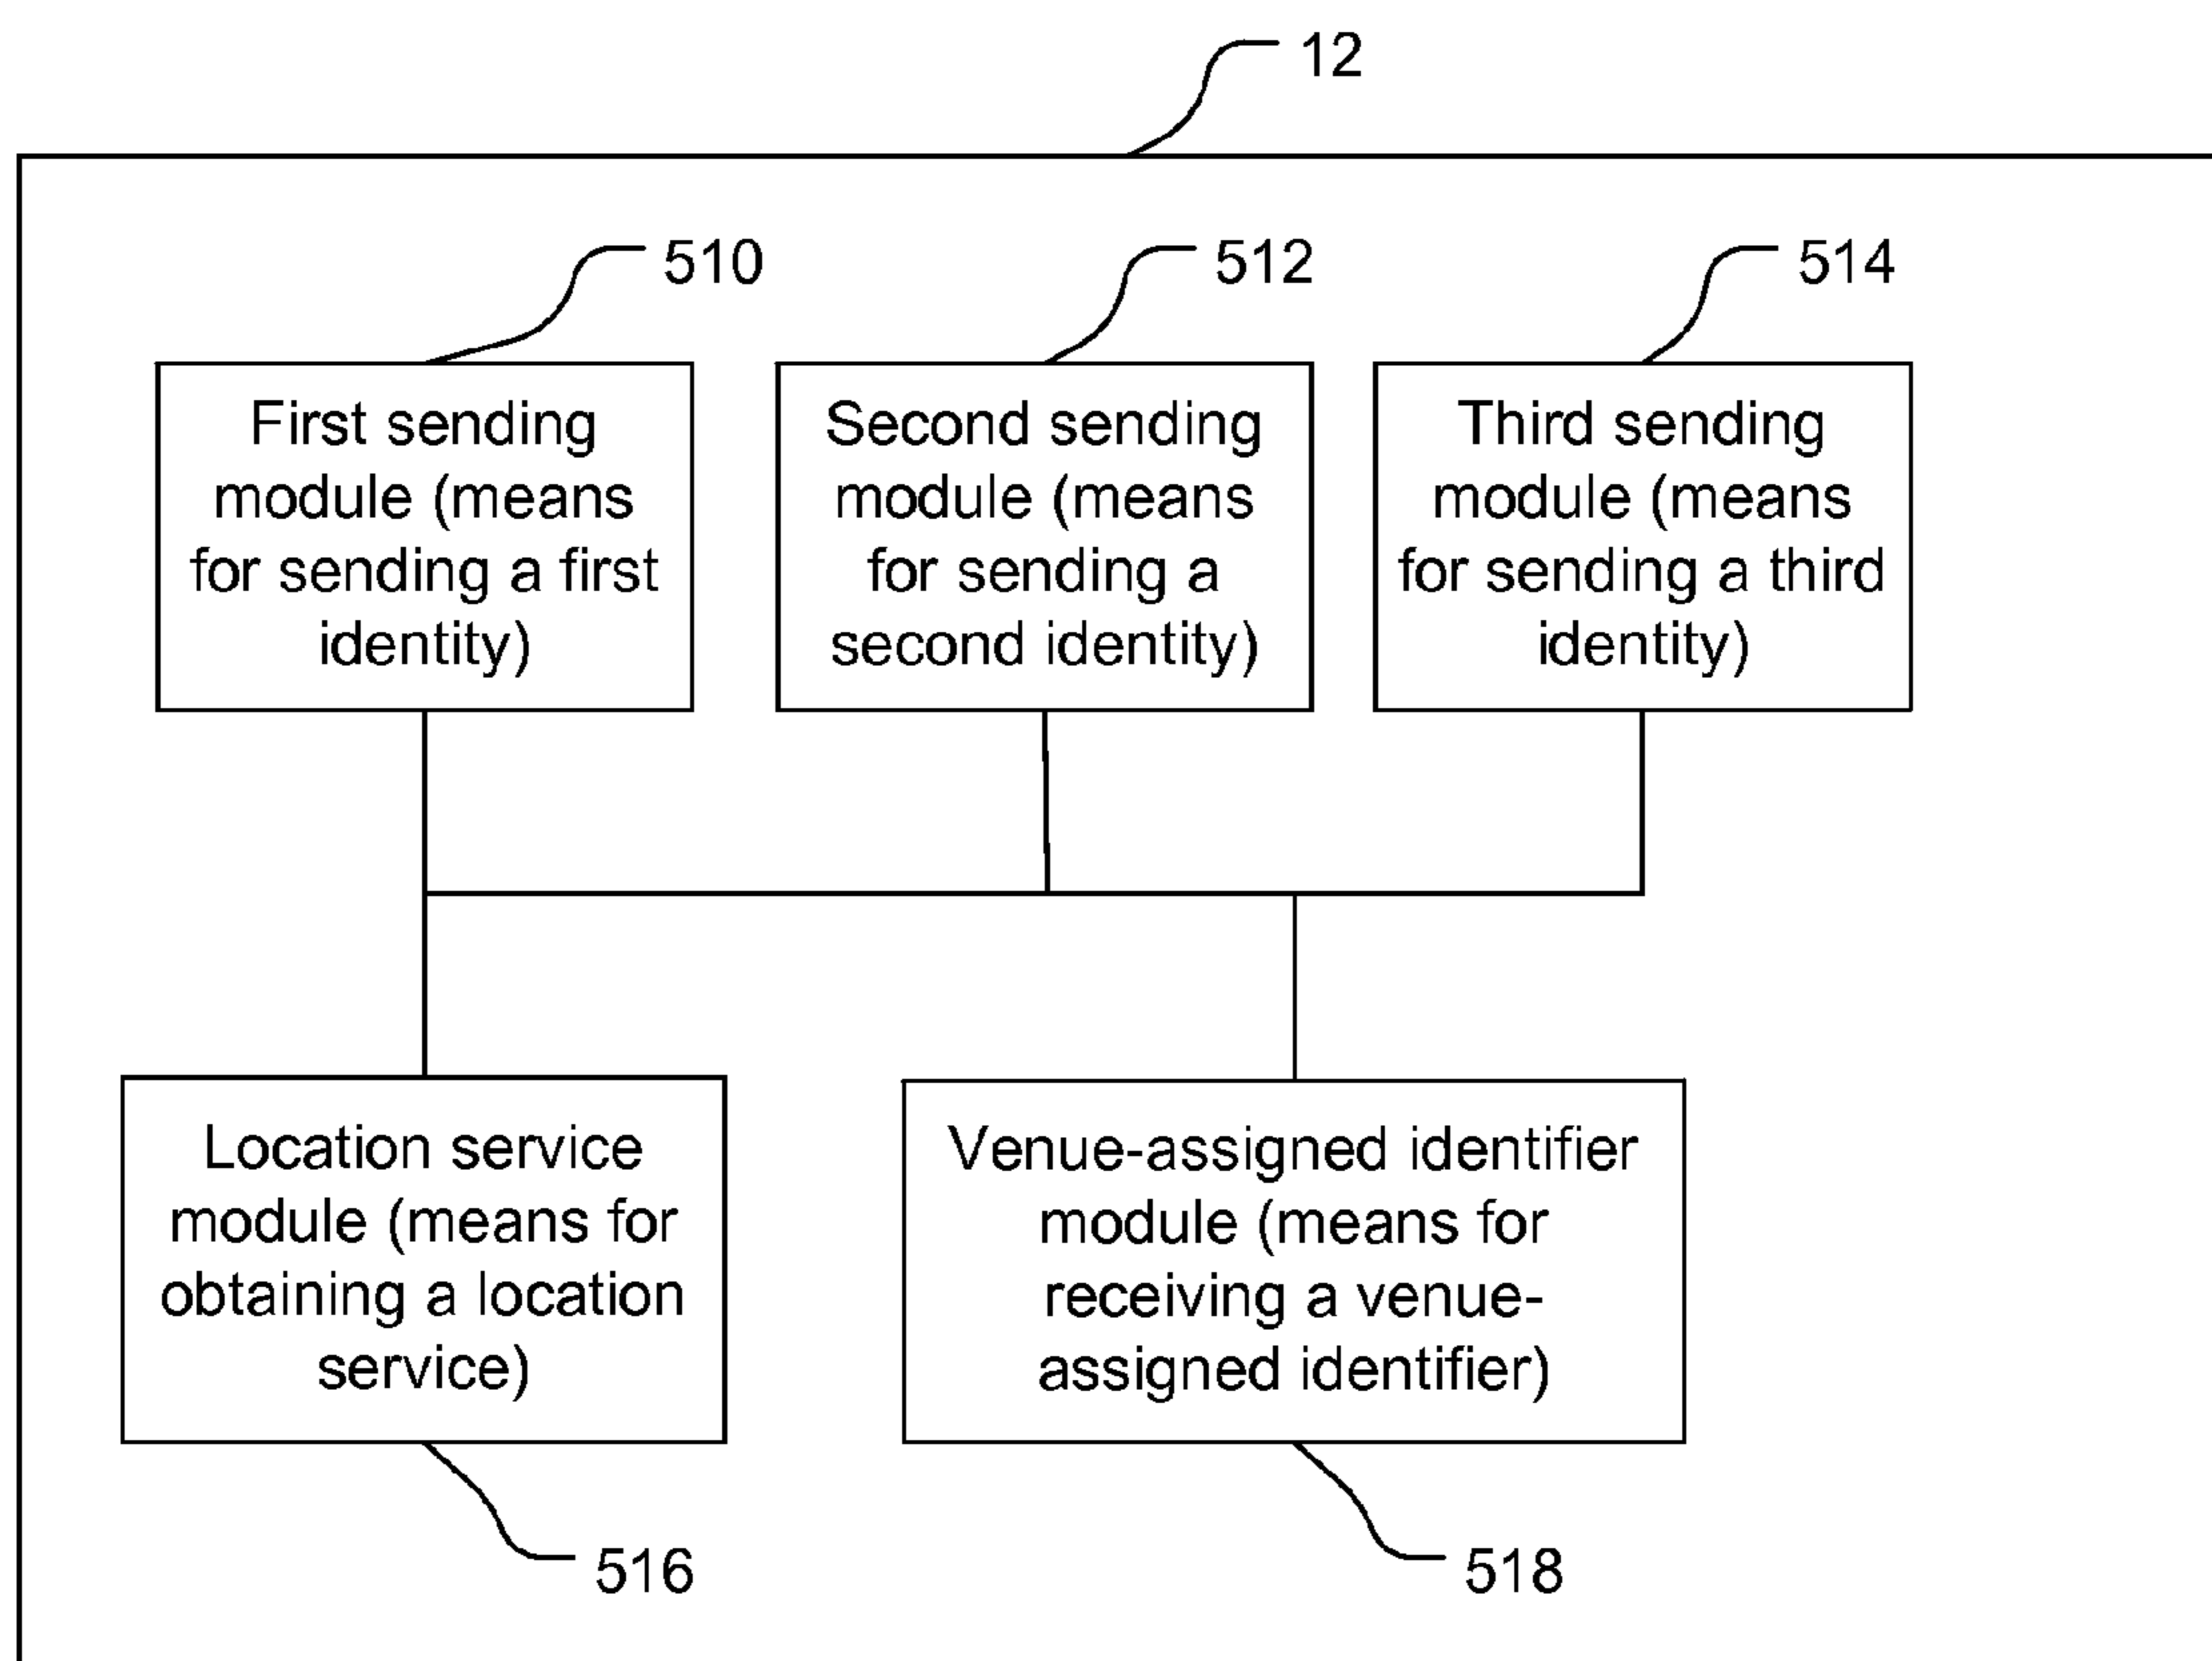 12
510
512
514
First sending
module (means
for sending a first
identity)
Second sending
module (means
for sending a
second identity)
Third sending
module (means
for sending a third
identity)
Location service
module (means for
obtaining a location
service)
Venue-assigned identifier
module (means for
receiving a venue-
assigned identifier)
516
518